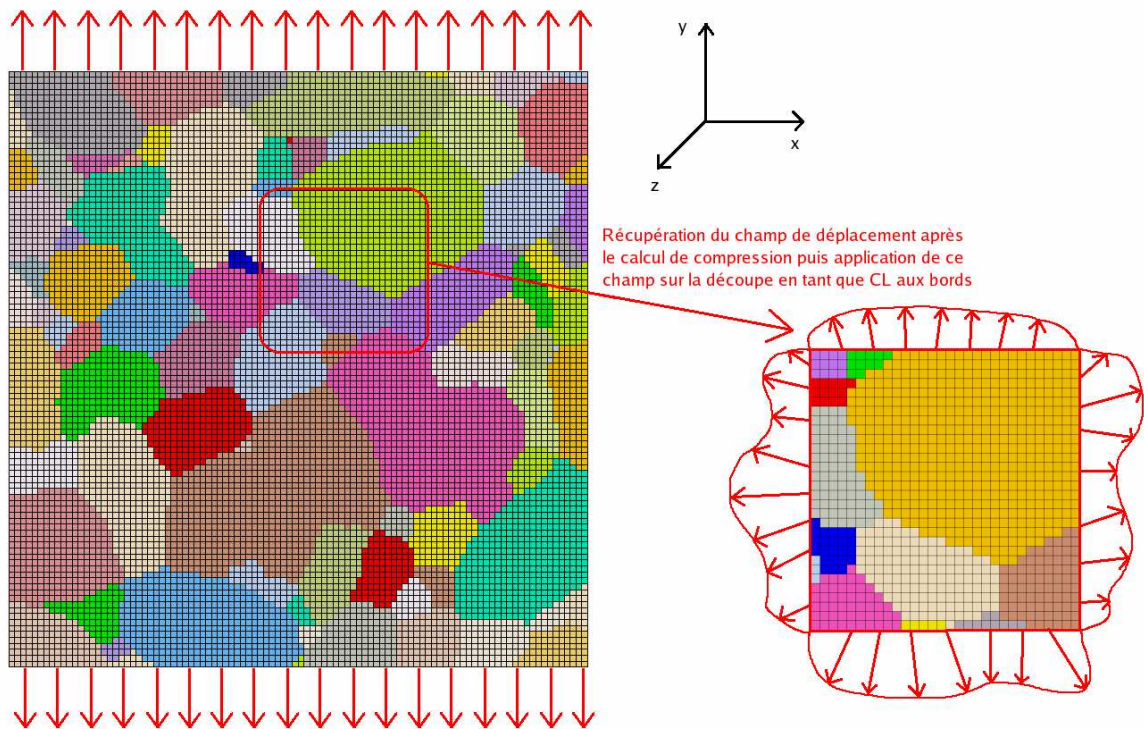 y
x
z
Récupération du champ de déplacement après
le calcul de compression puis application de ce
champ sur la découpe en tant que CL aux bords